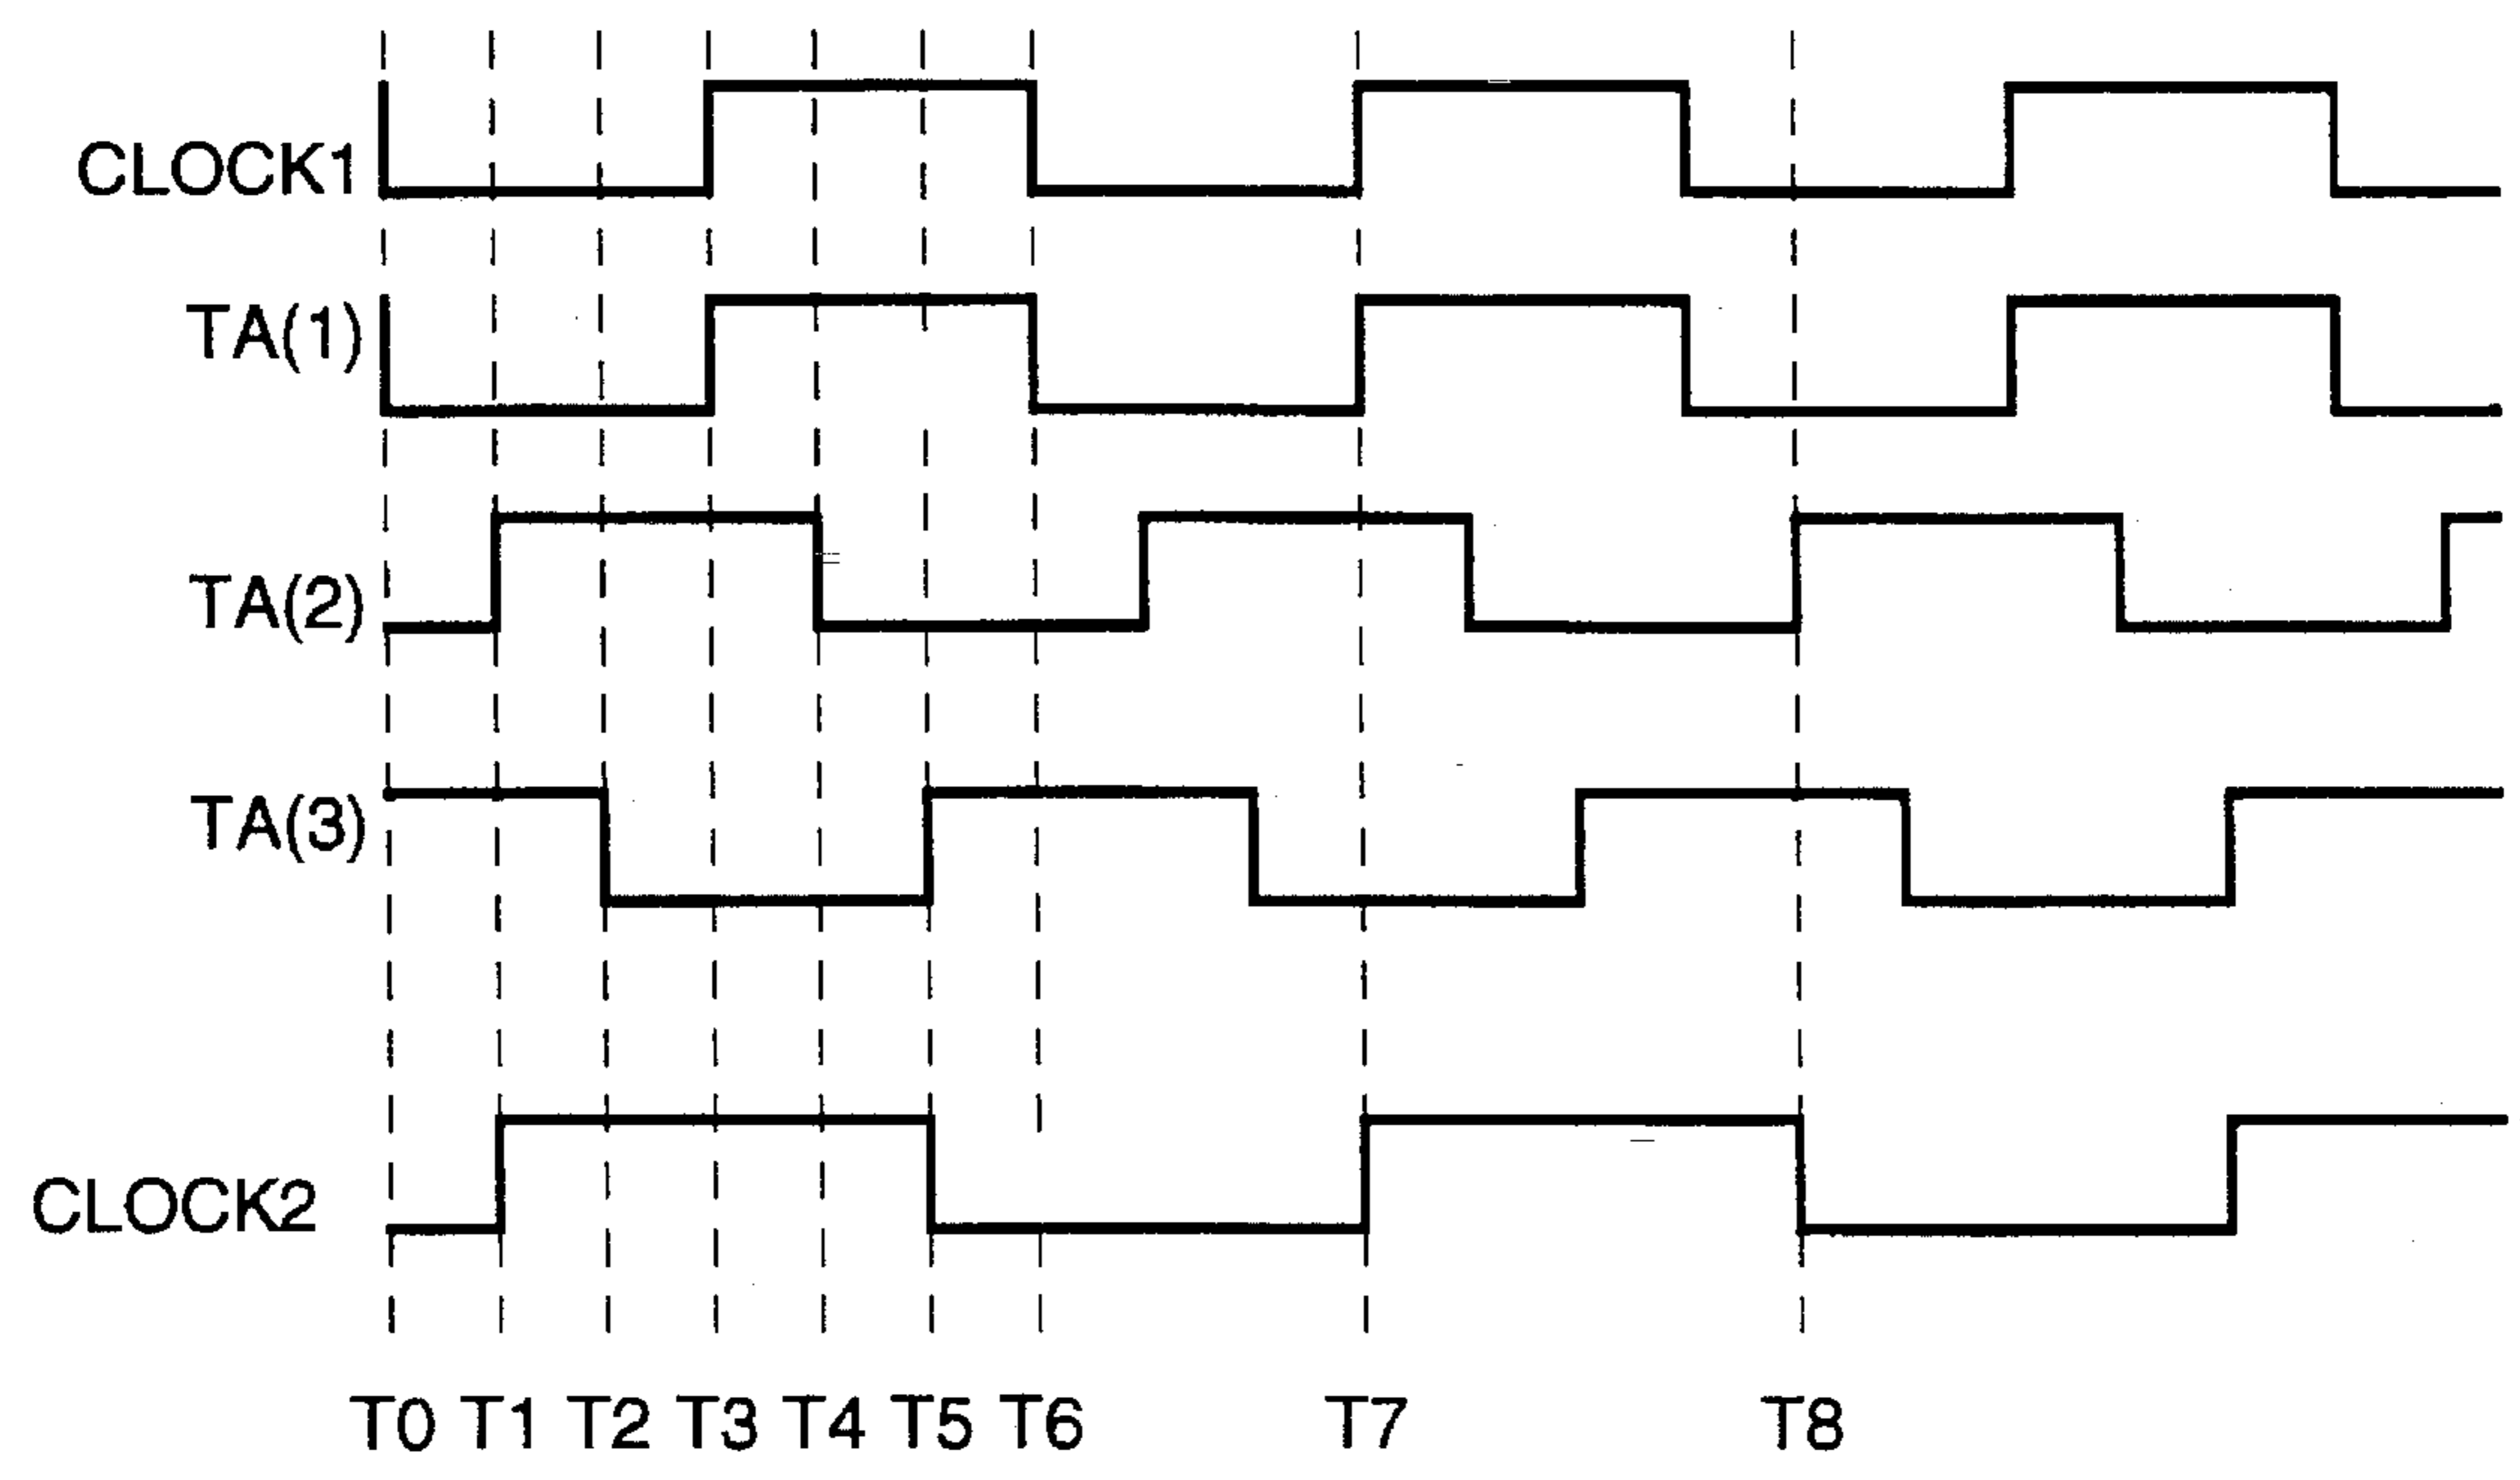 CLOCK1
TA(1)
TA(2)
TA(3)
CLOCK2
T0 T1 T2 T3 T4 T5 T6 T7 T8